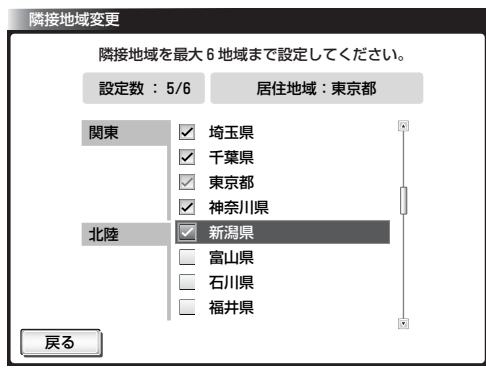 隣接地域変更
隣接地域を最大6地域まで設定してください。
設定数 : 5/6 居住地域：東京都
関東 埼玉県
千葉県
東京都
神奈川県
北陸 新潟県
富山県
石川県
福井県
戻る